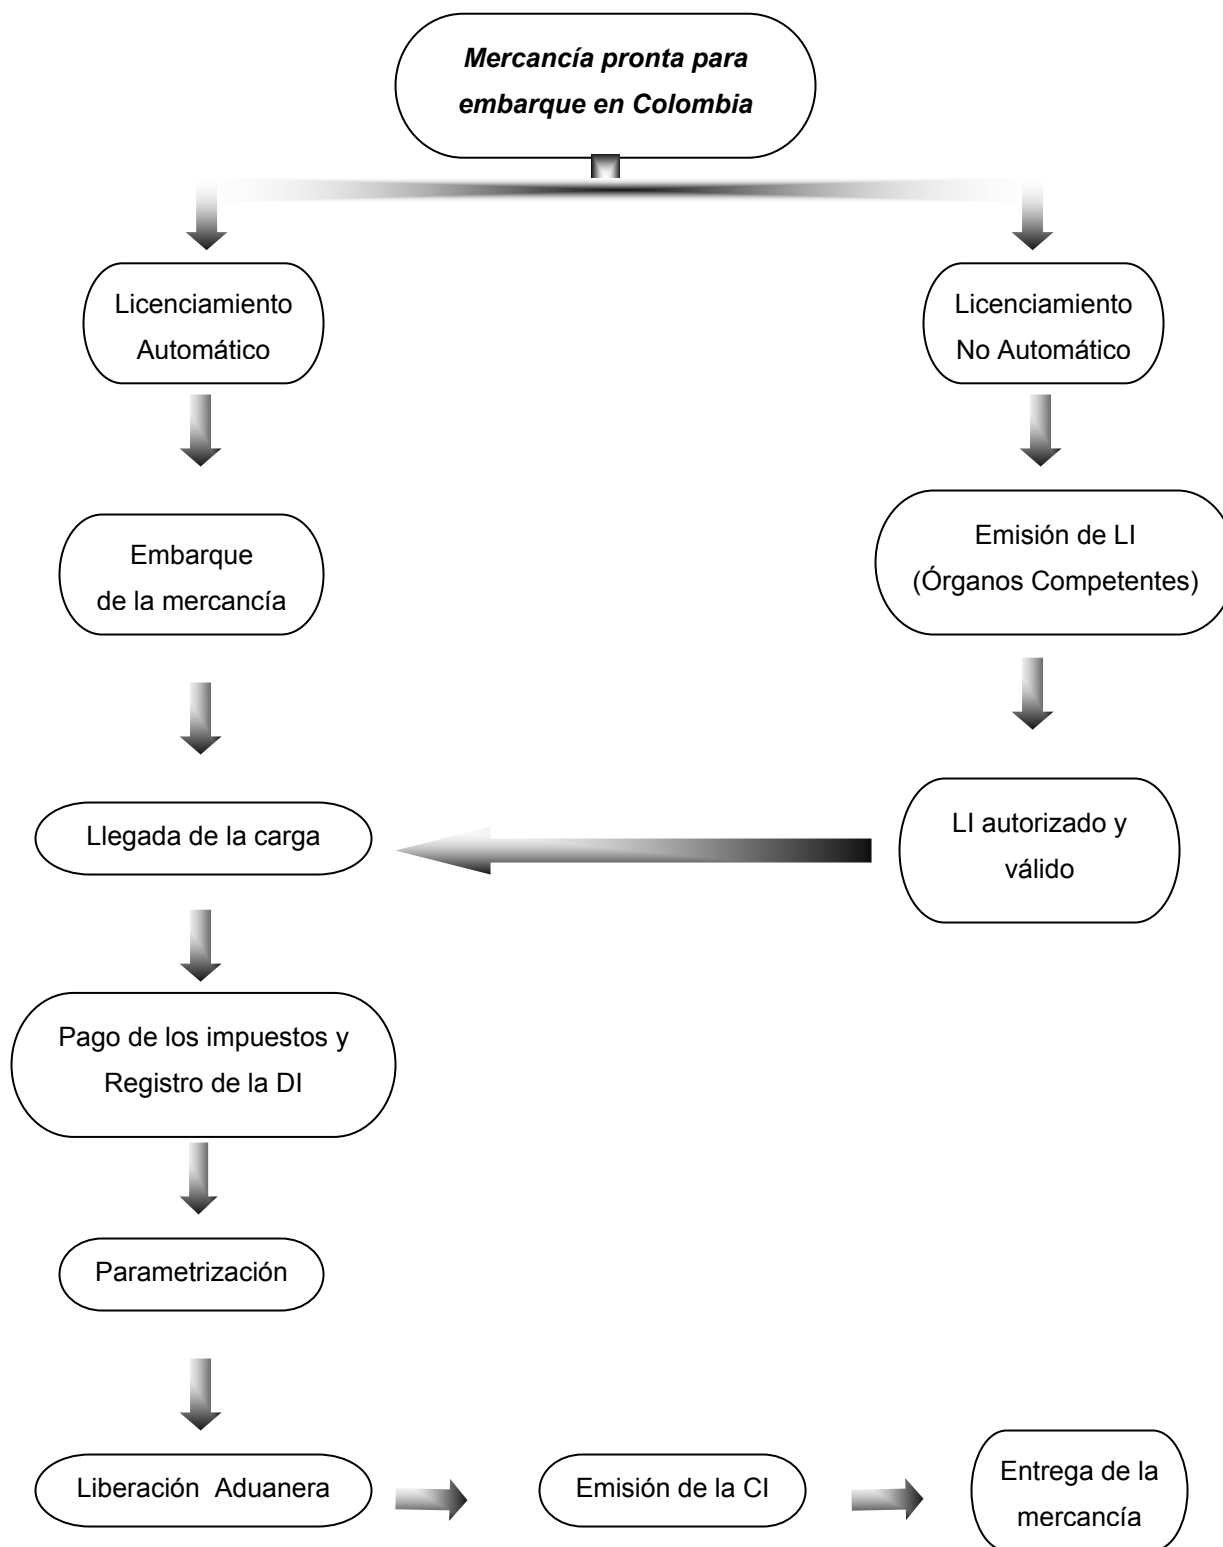 Mercancía pronta para
embarque en Colombia
Licenciamiento
Automático
Licenciamiento
No Automático
Embarque
de la mercancía
Emisión de LI
(Órganos Competentes)
Llegada de la carga
LI autorizado y
válido
Pago de los impuestos y
Registro de la DI
Parametrización
Liberación Aduanera
Emisión de la CI
Entrega de la
mercancía